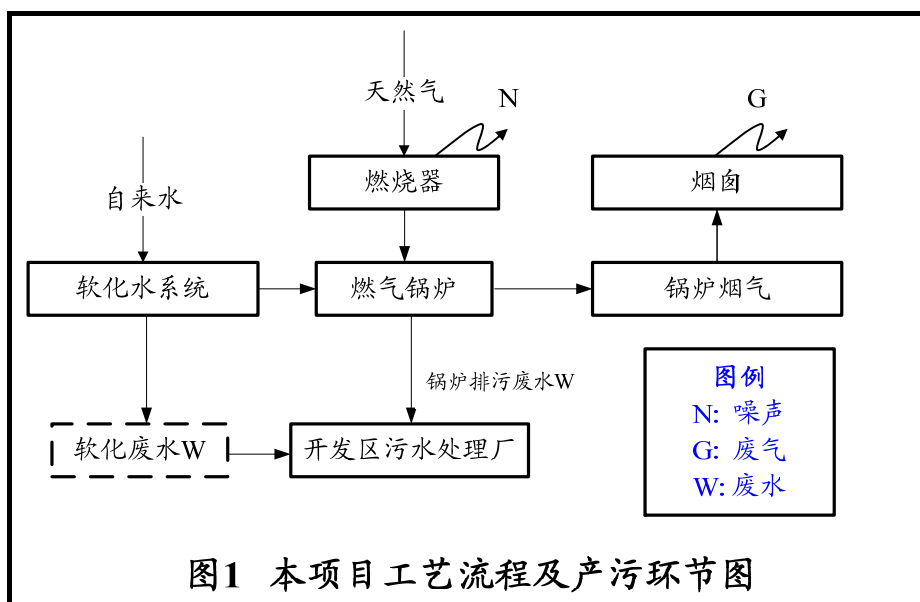 天然气
N
G
燃烧器
烟囱
自来水
软化水系统
燃气锅炉
锅炉烟气
锅炉排污废水W
图例
N: 噪声
G: 废气
W: 废水
软化废水W
开发区污水处理厂
图1 本项目工艺流程及产污环节图